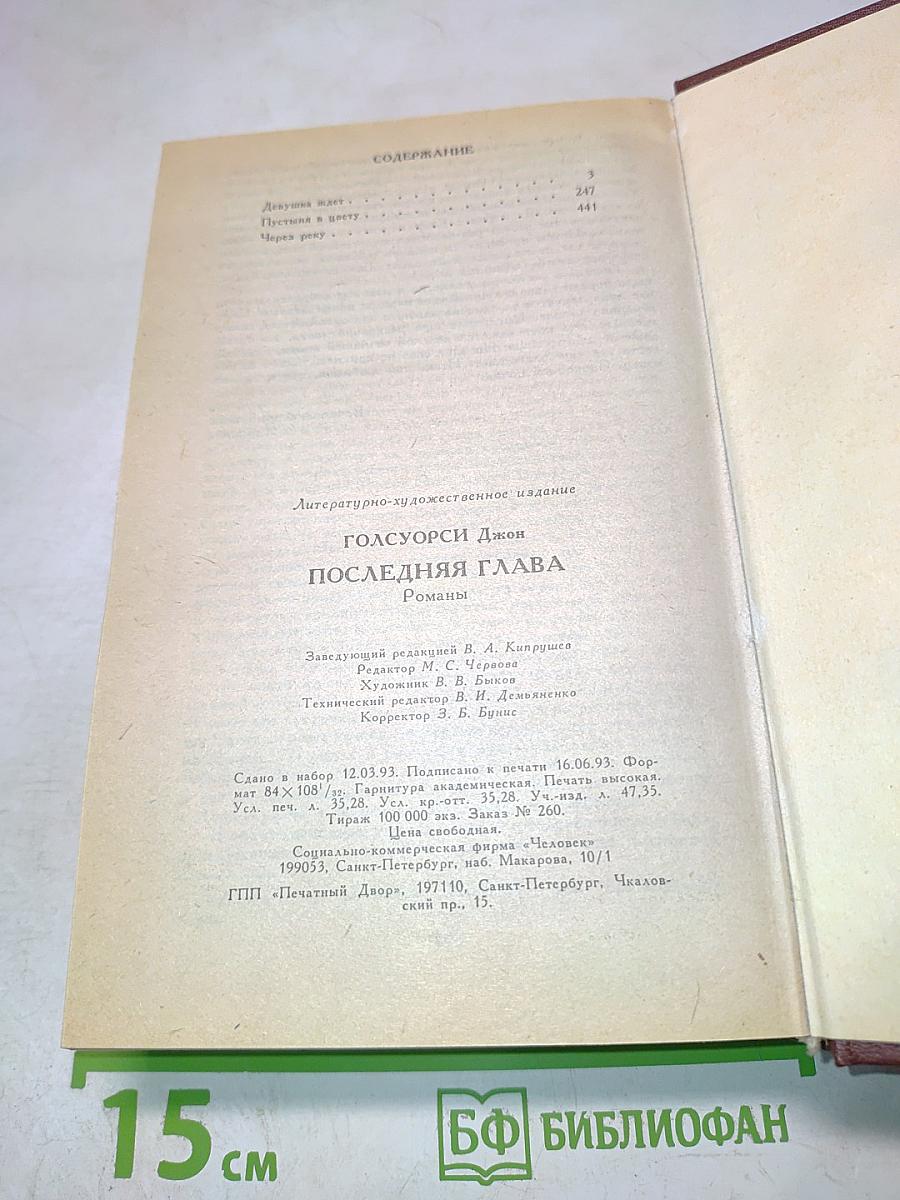 СОДЕРЖАНИЕ
Девушка ждет . . . . . . . . . . . . . 3
Пустыня в цвету . . . . . . . . . . . . 247
Через реку . . . . . . . . . . . . . . 441
Литературно-художественное издание
ГОЛСУОРСИ Джон
ПОСЛЕДНЯЯ ГЛАВА
Романы
Заведующий редакцией В. А. Кипрушев
Редактор М. С. Червова
Художник В. В. Быков
Технический редактор В. И. Демьяненко
Корректор З. Б. Бунис
Сдано в набор 12.03.93. Подписано к печати 16.06.93. Фор-
мат 84×108¹/₃₂. Гарнитура академическая. Печать высокая.
Усл. печ. л. 35,28. Усл. кр.-отт. 35,28. Уч.-изд. л. 47,35.
Тираж 100 000 экз. Заказ № 260.
Цена свободная.
Социально-коммерческая фирма «Человек»
199053, Санкт-Петербург, наб. Макарова, 10/1
ГПП «Печатный Двор», 197110, Санкт-Петербург, Чкалов-
ский пр., 15.
15 см
БФ БИБЛИОФАН